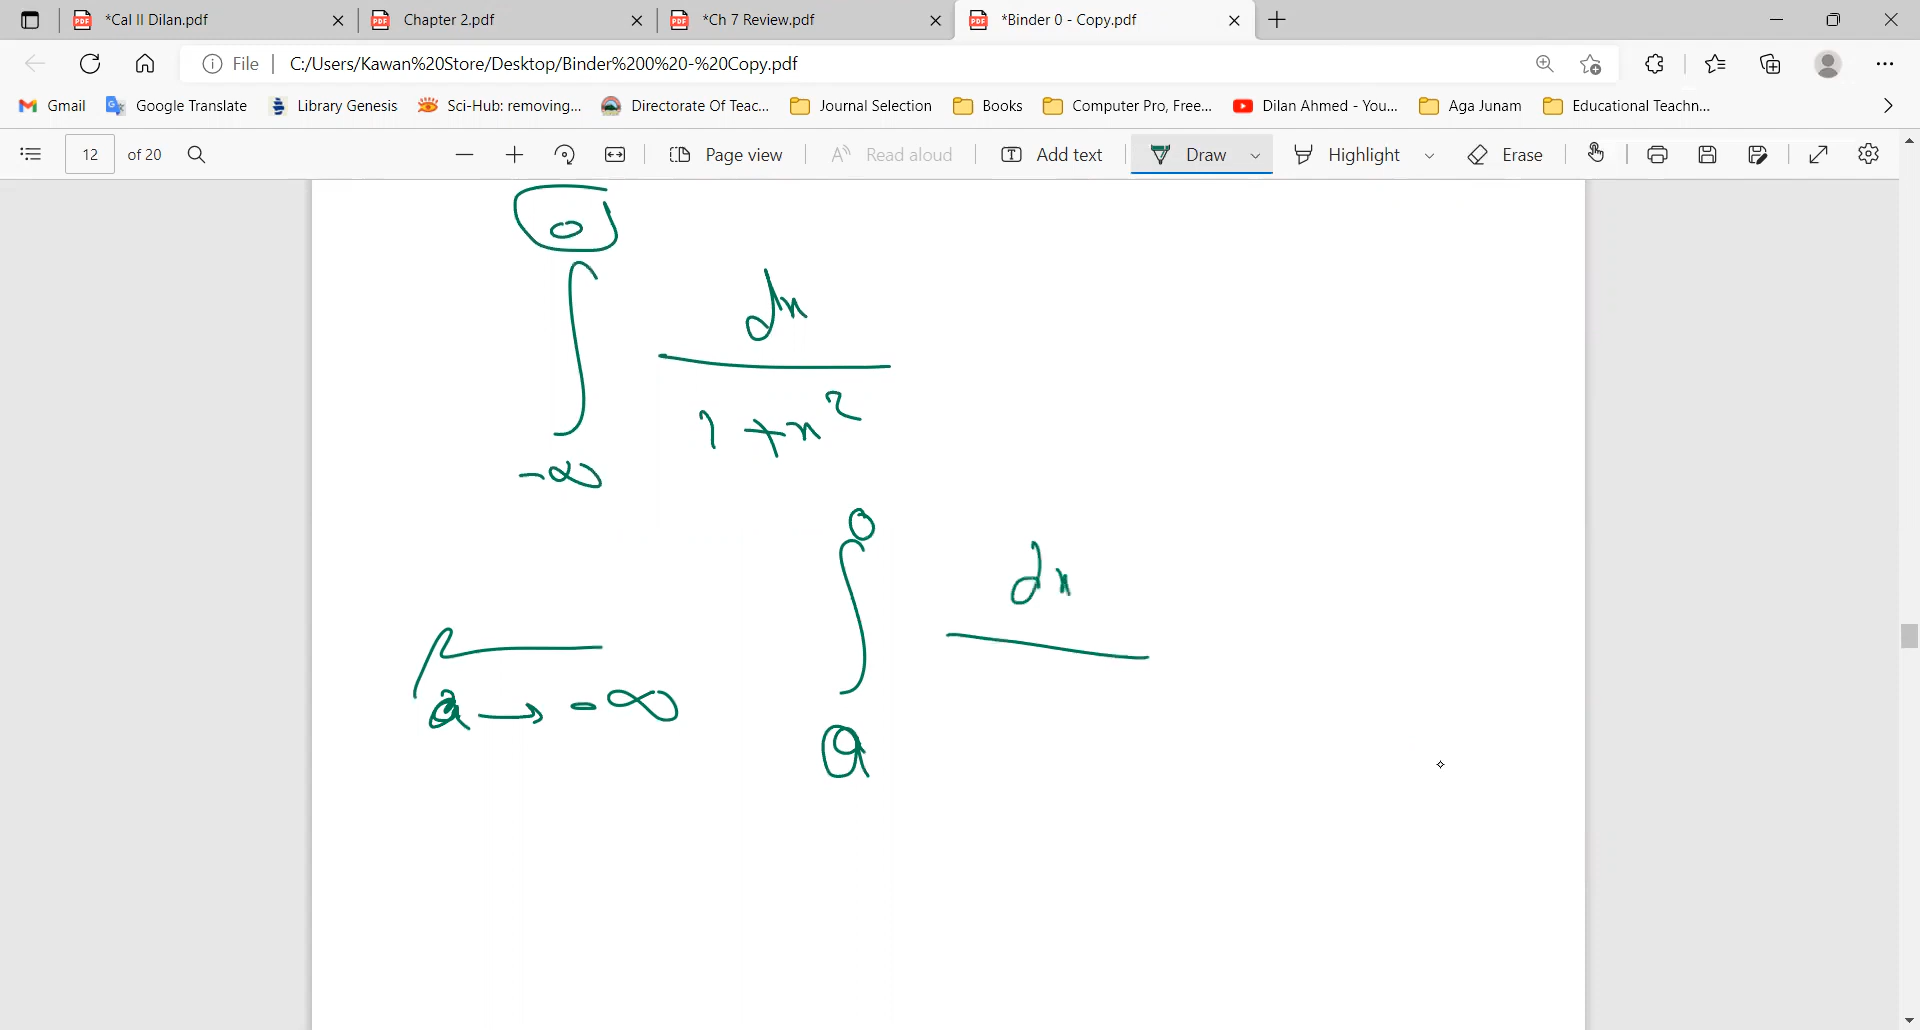 *Cal II Dilan.pdf
Chapter 2.pdf
*Ch 7 Review.pdf
*Binder 0 - Copy.pdf
File | C:/Users/Kawan%20Store/Desktop/Binder%200%20-%20Copy.pdf
Gmail
Google Translate
Library Genesis
Sci-Hub: removing...
Directorate Of Teac...
Journal Selection
Books
Computer Pro, Free...
Dilan Ahmed - You...
Aga Junam
Educational Teachn...
12 of 20
Page view
Read aloud
Add text
Draw
Highlight
Erase
0
∫ dx
1 + x²
-∞
0
∫ dx
a → -∞
a